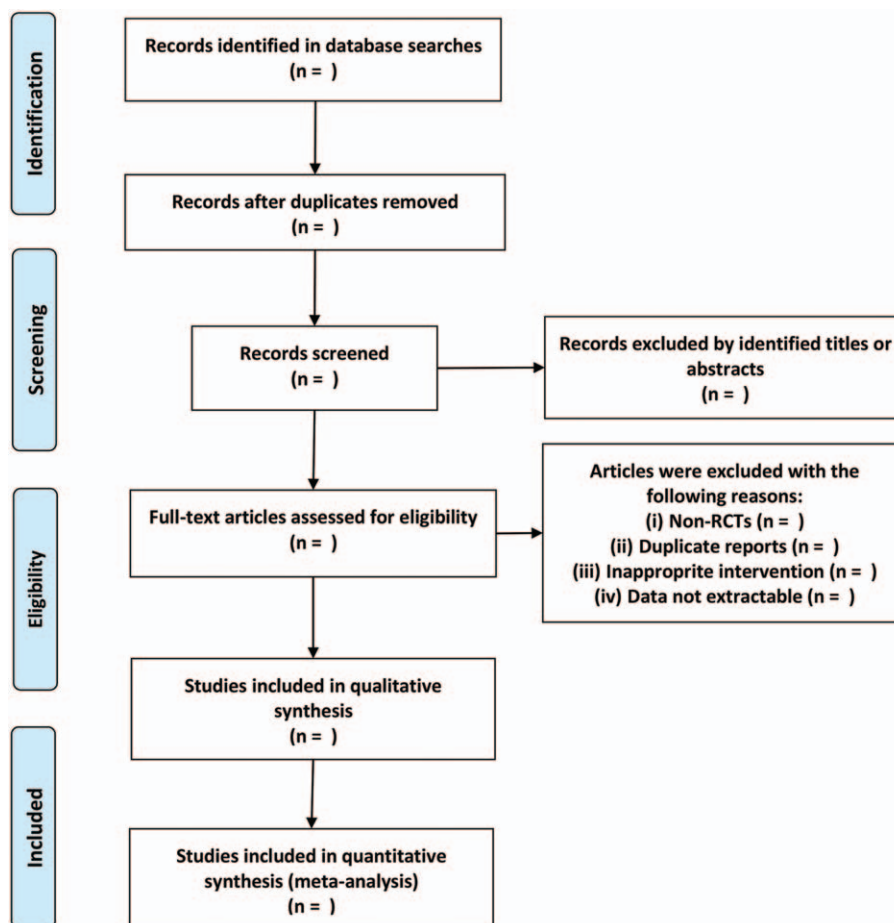 Identification
Records identified in database searches
(n =  )
Records after duplicates removed
(n =  )
Screening
Records screened
(n =  )
Records excluded by identified titles or
abstracts
(n =  )
Eligibility
Full-text articles assessed for eligibility
(n =  )
Articles were excluded with the
following reasons:
(i) Non-RCTs (n =  )
(ii) Duplicate reports (n =  )
(iii) Inapproprite intervention (n =  )
(iv) Data not extractable (n =  )
Studies included in qualitative
synthesis
(n =  )
Included
Studies included in quantitative
synthesis (meta-analysis)
(n =  )